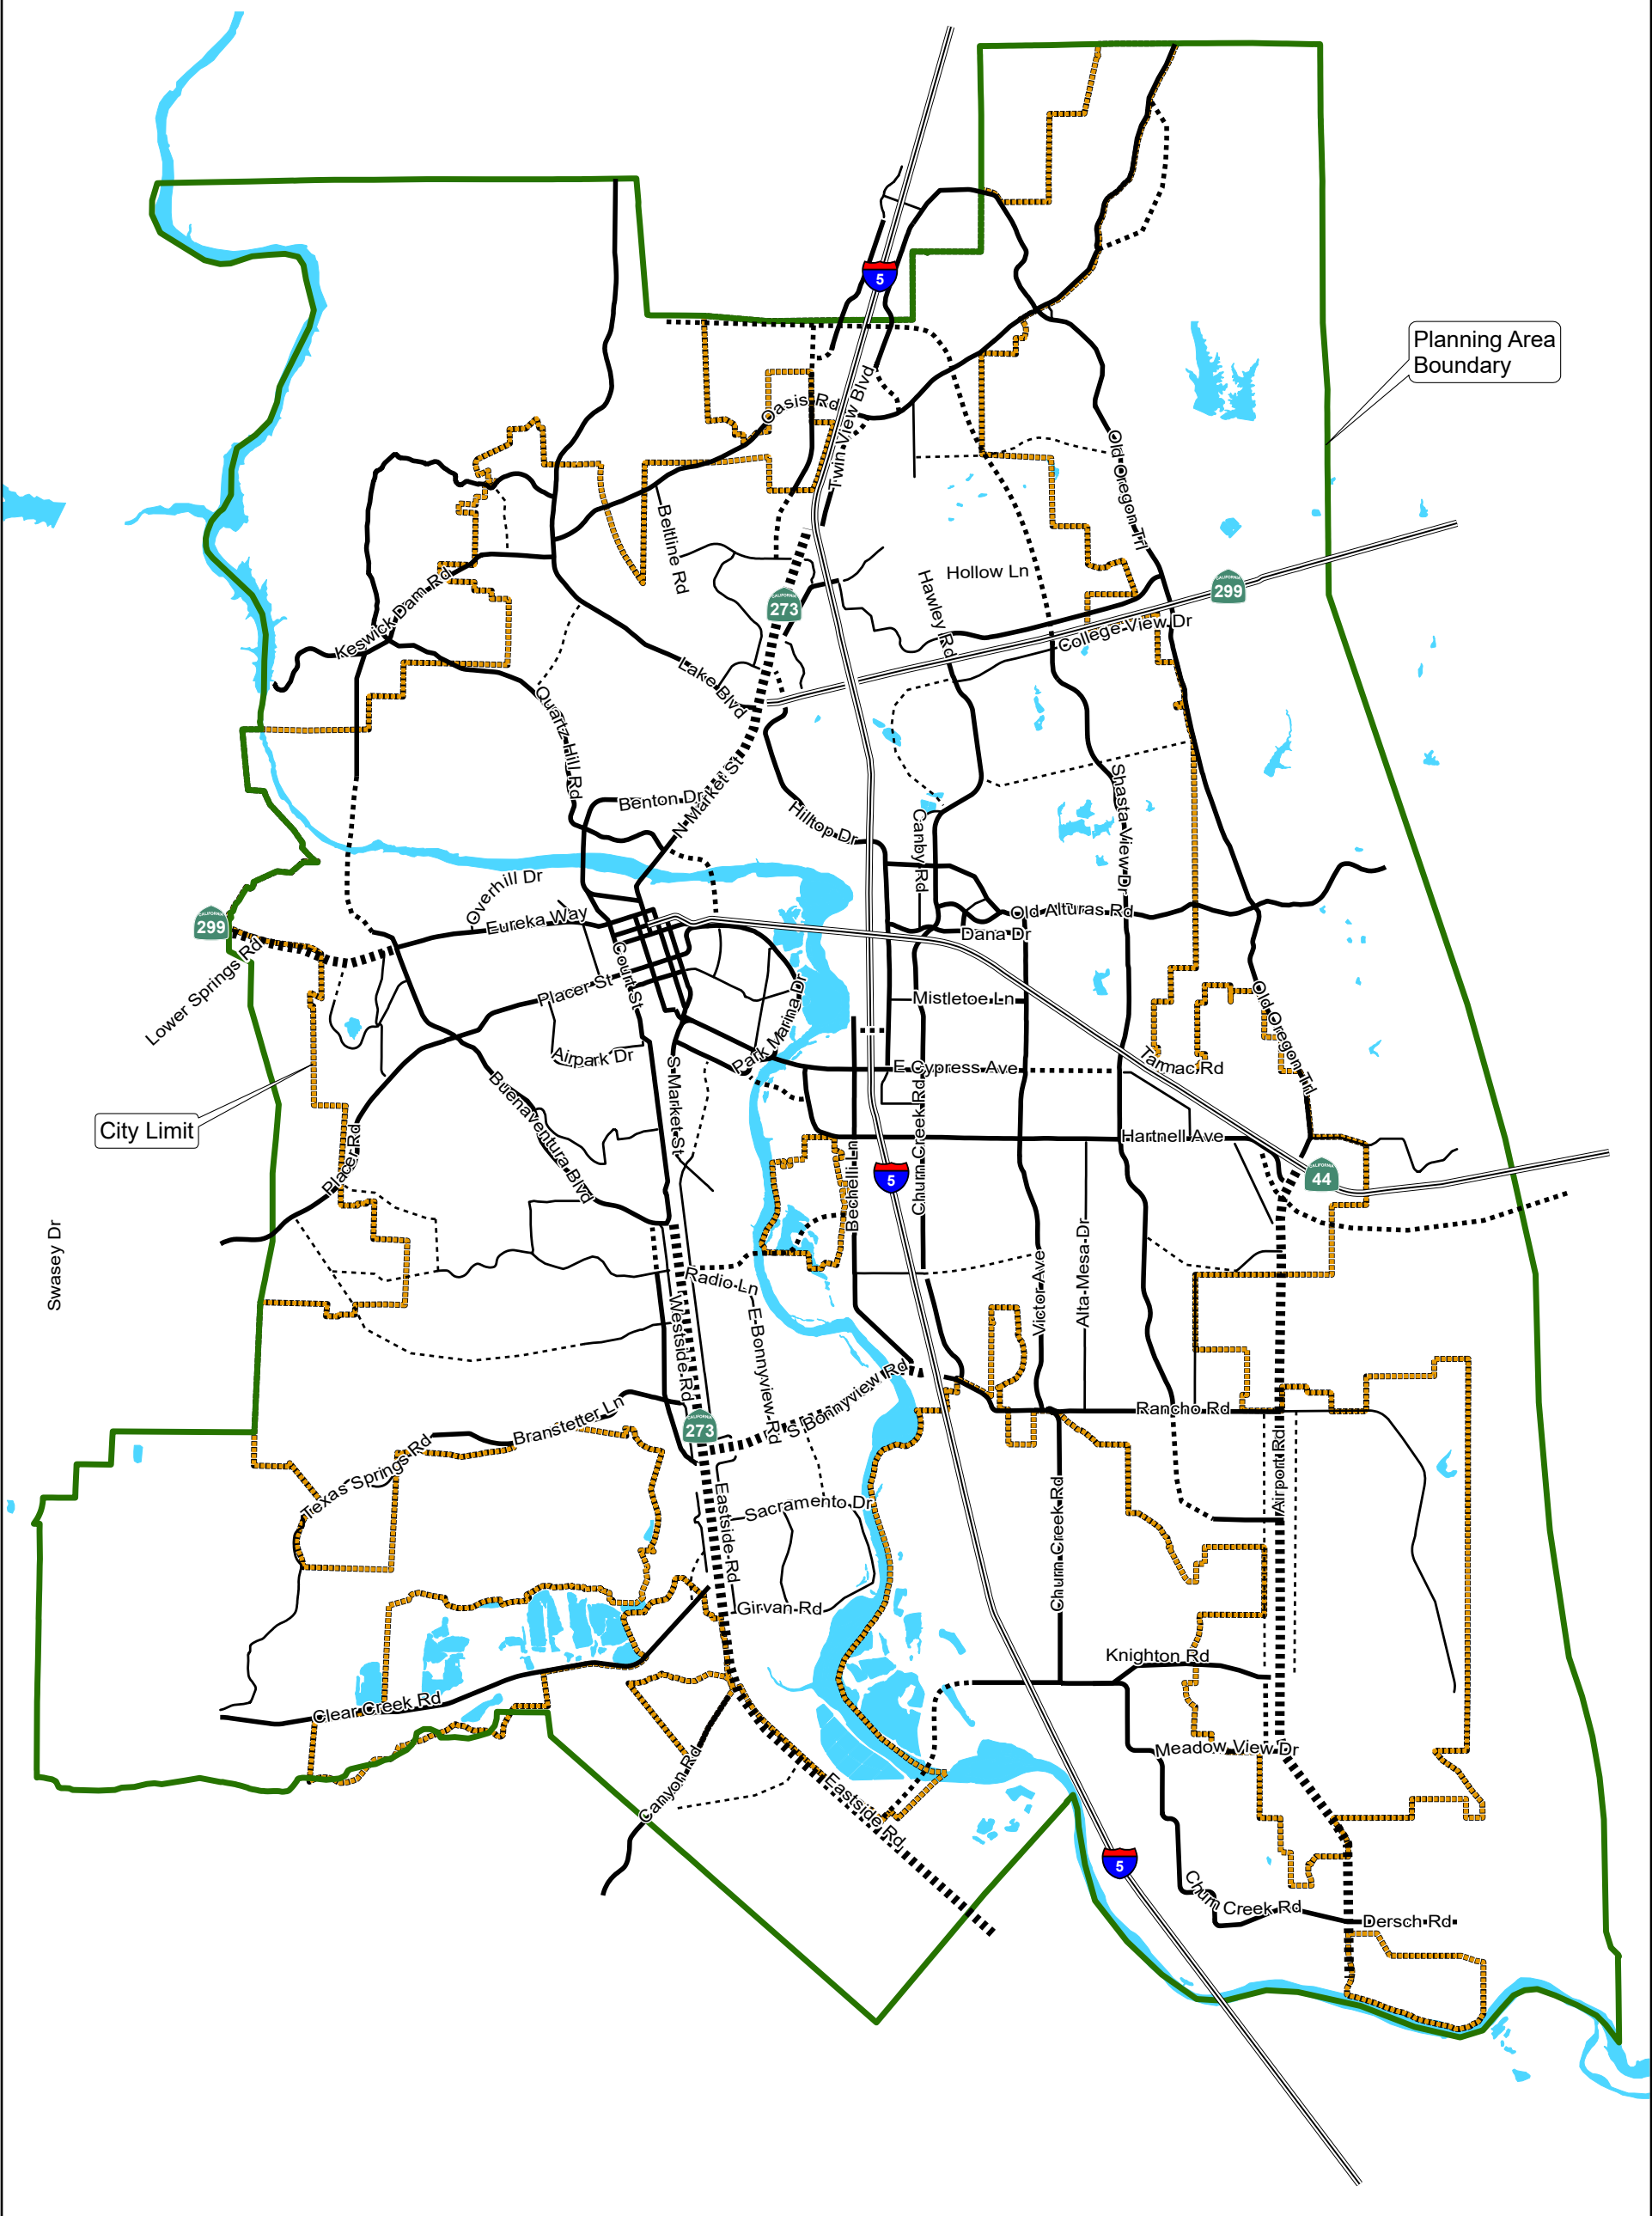 5
Planning Area
Boundary
Oasis Rd
Twin View Blvd
Old Oregon Trl
Beltline Rd
Hollow Ln
CALIFORNIA
299
CALIFORNIA
273
Hawley Rd
Keswick Dam Rd
College View Dr
Lake Blvd
Quartz Hill Rd
N Market St
Benton Dr
Hilltop Dr
Shasta View Dr
Canby Rd
Overhill Dr
Eureka Way
Old Alturas Rd
Dana Dr
CALIFORNIA
299
Lower Springs Rd
Court St
Placer St
Mistletoe Ln
Old Oregon Trl
Park Marina Dr
Airpark Dr
E Cypress Ave
Tamac Rd
S Market St
Buenaventura Blvd
City Limit
Churn Creek Rd
Hartnell Ave
Placer Rd
Bechelli Ln
5
CALIFORNIA
44
Swasey Dr
Radio Ln
Victor Ave
Alta Mesa Dr
Westside Rd
E Bonnyview Rd
S Bonnyview Rd
Rancho Rd
Branstetter Ln
CALIFORNIA
273
Texas Springs Rd
Airport Rd
Sacramento Dr
Eastside Rd
Churn Creek Rd
Girvan Rd
Knighton Rd
Clear Creek Rd
Meadow View Dr
Canyon Rd
Eastside Rd
5
Churn Creek Rd
Dersch Rd